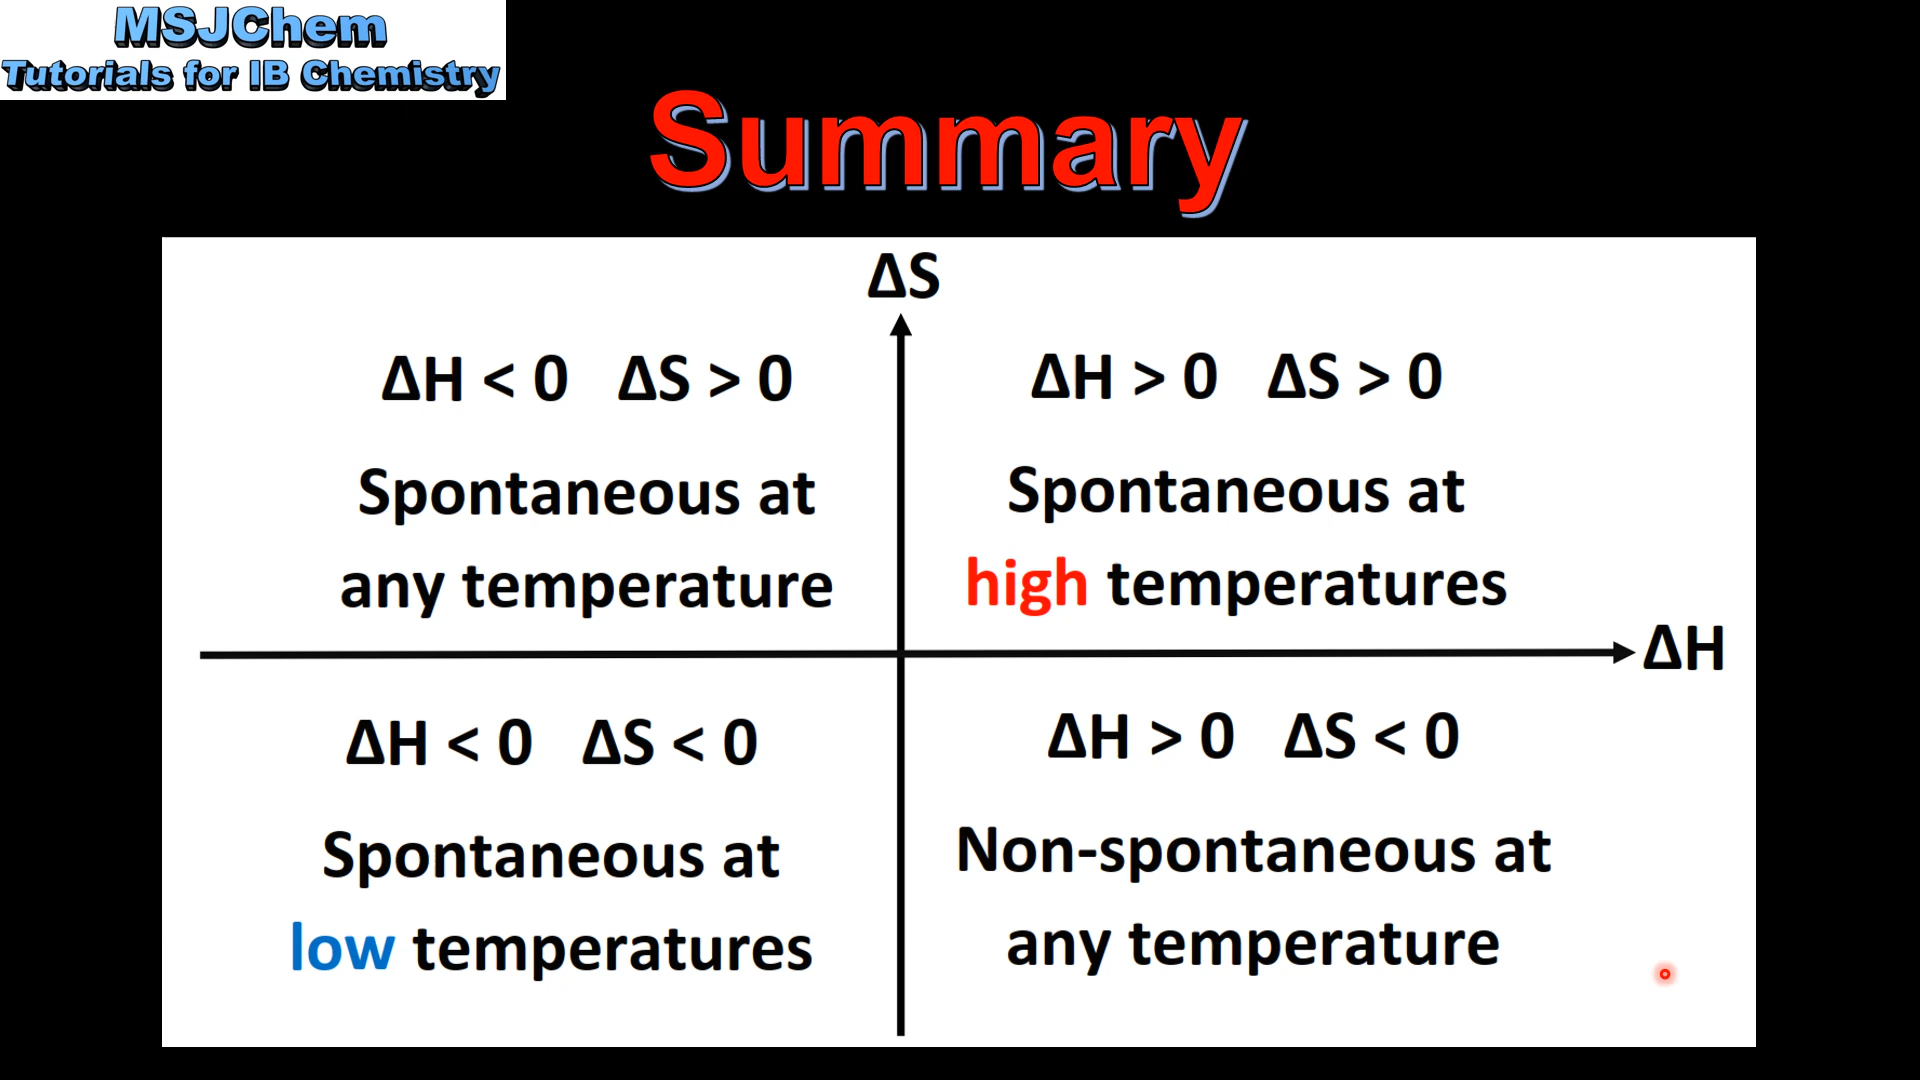 MSJChem
Tutorials for IB Chemistry
Summary
ΔS
ΔH < 0 ΔS > 0
Spontaneous at
any temperature
ΔH > 0 ΔS > 0
Spontaneous at
high temperatures
ΔH
ΔH < 0 ΔS < 0
Spontaneous at
low temperatures
ΔH > 0 ΔS < 0
Non-spontaneous at
any temperature